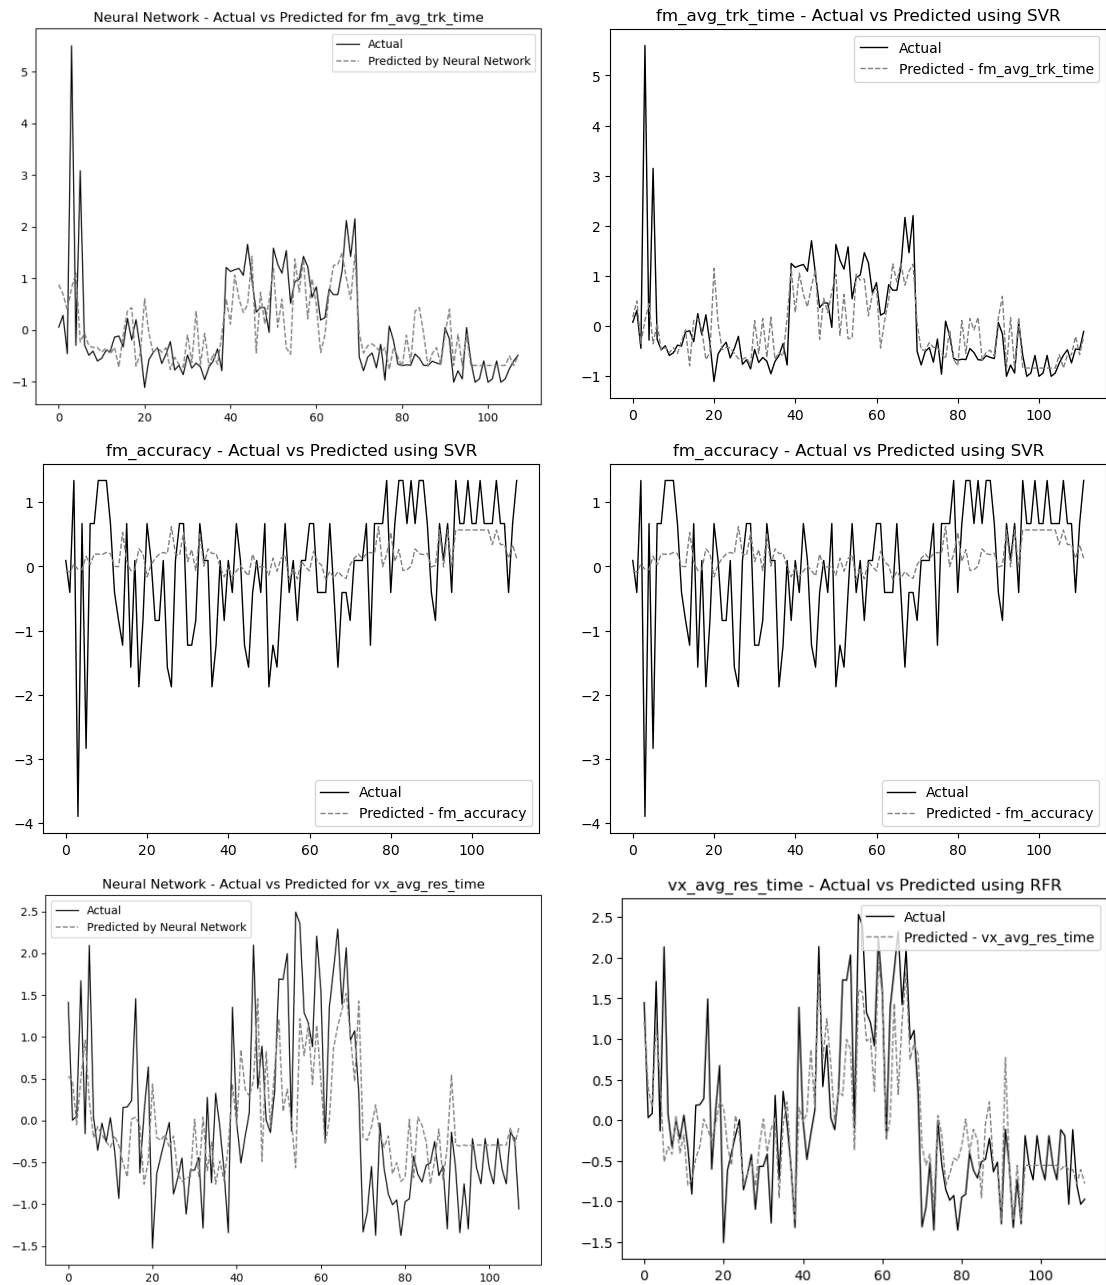 Neural Network - Actual vs Predicted for fm_avg_trk_time
Actual
Predicted by Neural Network
5
4
3
2
1
0
−1
0 20 40 60 80 100
fm_avg_trk_time - Actual vs Predicted using SVR
Actual
Predicted - fm_avg_trk_time
5
4
3
2
1
0
−1
0 20 40 60 80 100
fm_accuracy - Actual vs Predicted using SVR
1
0
−1
−2
−3
−4
Actual
Predicted - fm_accuracy
0 20 40 60 80 100
fm_accuracy - Actual vs Predicted using SVR
1
0
−1
−2
−3
−4
Actual
Predicted - fm_accuracy
0 20 40 60 80 100
Neural Network - Actual vs Predicted for vx_avg_res_time
Actual
Predicted by Neural Network
2.5
2.0
1.5
1.0
0.5
0.0
−0.5
−1.0
−1.5
0 20 40 60 80 100
vx_avg_res_time - Actual vs Predicted using RFR
Actual
Predicted - vx_avg_res_time
2.5
2.0
1.5
1.0
0.5
0.0
−0.5
−1.0
−1.5
0 20 40 60 80 100